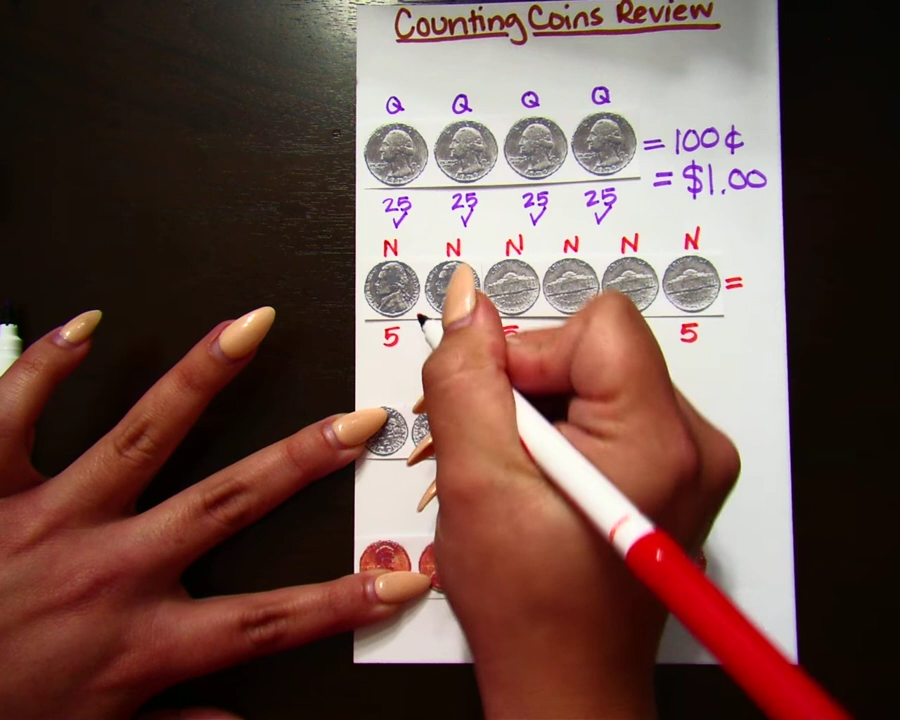 Counting Coins Review
Q Q Q Q
= 100¢
= $1.00
25 25 25 25
N N N N N N
=
5 5